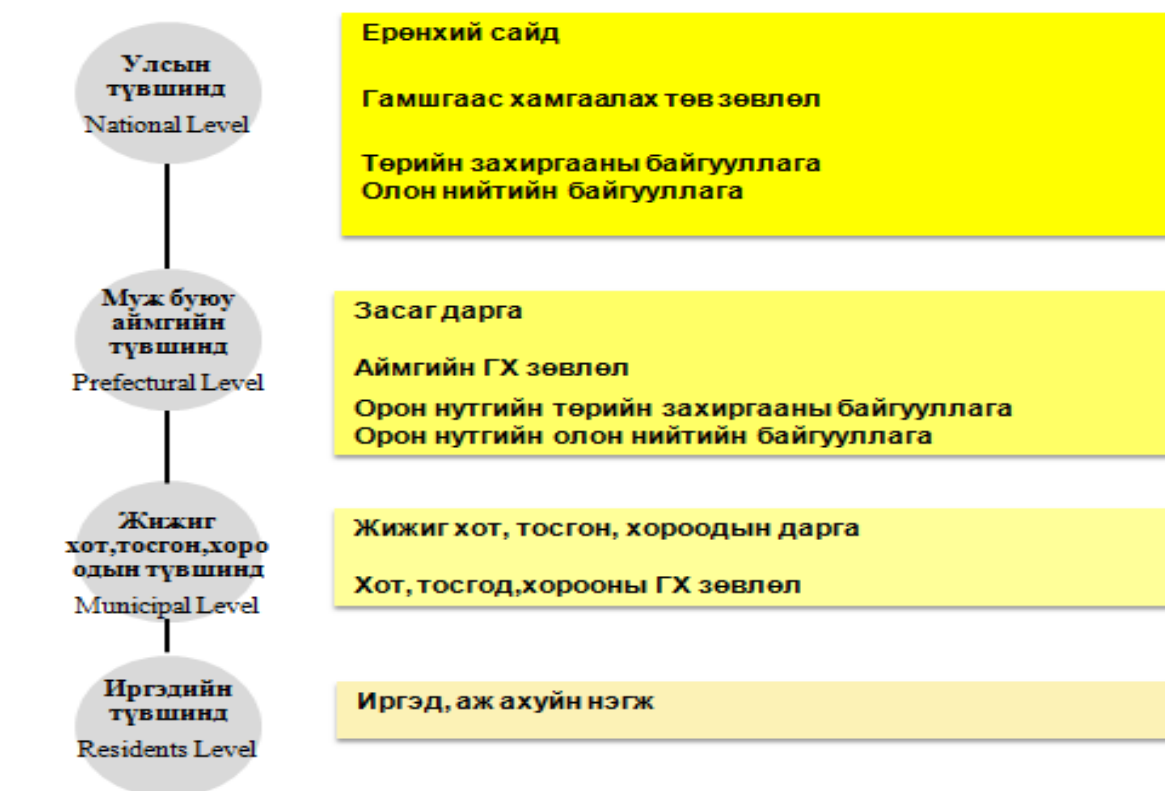 Улсын
түвшинд
National Level
Ерөнхий сайд
Гамшгаас хамгаалах төв зөвлөл
Төрийн захиргааны байгууллага
Олон нийтийн байгууллага
Муж буюу
аймгийн
түвшинд
Prefectural Level
Засаг дарга
Аймгийн ГХ зөвлөл
Орон нутгийн төрийн захиргааны байгууллага
Орон нутгийн олон нийтийн байгууллага
Жижиг
хот,тосгон,хоро
одын түвшинд
Municipal Level
Жижиг хот, тосгон, хороодын дарга
Хот, тосгод,хорооны ГХ зөвлөл
Иргэдийн
түвшинд
Residents Level
Иргэд, аж ахуйн нэгж